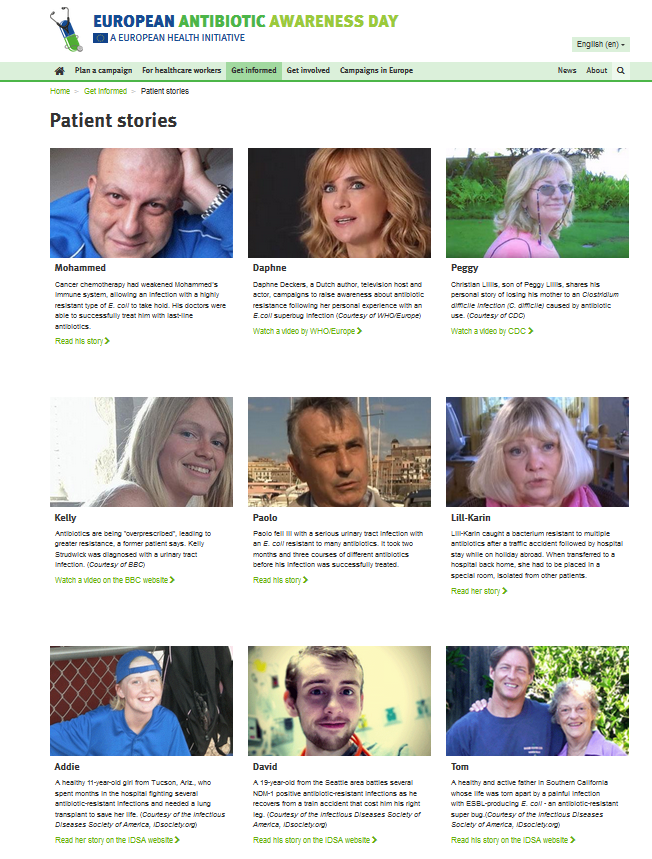 EUROPEAN ANTIBIOTIC AWARENESS DAY
A EUROPEAN HEALTH INITIATIVE
English (en)
Plan a campaign For healthcare workers Get informed Get involved Campaigns in Europe News About
Home > Get informed > Patient stories
Patient stories
Mohammed
Cancer chemotherapy had weakened Mohammed's
immune system, allowing an infection with a highly
resistant type of E. coli to take hold. His doctors were
able to successfully treat him with last-line
antibiotics.
Read his story
Daphne
Daphne Deckers, a Dutch author, television host and
actor, campaigns to raise awareness about antibiotic
resistance following her personal experience with an
E.coli superbug infection (Courtesy of WHO/Europe)
Watch a video by WHO/Europe
Peggy
Christian Lillis, son of Peggy Lillis, shares his
personal story of losing his mother to an Clostridium
difficile infection (C. difficile) caused by antibiotic
use. (Courtesy of CDC)
Watch a video by CDC
Kelly
Antibiotics are being "overprescribed", leading to
greater resistance, a former patient says. Kelly
Strudwick was diagnosed with a urinary tract
infection. (Courtesy of BBC)
Watch a video on the BBC website
Paolo
Paolo fell ill with a serious urinary tract infection with
an E. coli resistant to many antibiotics. It took two
months and three courses of different antibiotics
before his infection was successfully treated.
Read his story
Lill-Karin
Lill-Karin caught a bacterium resistant to multiple
antibiotics after a traffic accident followed by hospital
stay while on holiday abroad. When transferred to a
hospital back home, she had to be placed in a
special room, isolated from other patients.
Read her story
Addie
A healthy 11-year-old girl from Tucson, Ariz., who
spent months in the hospital fighting several
antibiotic-resistant infections and needed a lung
transplant to save her life. (Courtesy of the Infectious
Diseases Society of America, IDsociety.org)
Read her story on the IDSA website
David
A 19-year-old from the Seattle area battles several
NDM-1 positive antibiotic-resistant infections as he
recovers from a train accident that cost him his right
leg. (Courtesy of the Infectious Diseases Society of
America, IDsociety.org)
Read his story on the IDSA website
Tom
A healthy and active father in Southern California
whose life was torn apart by a painful infection
with ESBL-producing E. coli - an antibiotic-resistant
super bug.(Courtesy of the Infectious Diseases
Society of America, IDsociety.org)
Read his story on the IDSA website